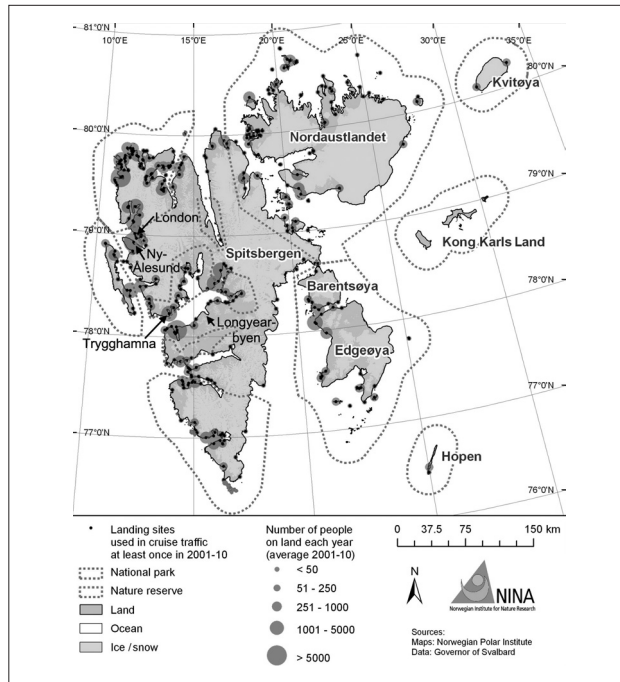 81°0'N
10°0'E
15°0'E
20°0'E
25°0'E
30°0'E
35°0'E
80°0'N
Kvitøya
Nordaustlandet
80°0'N
79°0'N
London
79°0'N
Ny-
Ålesund
Spitsbergen
Kong Karls Land
Barentsøya
78°0'N
78°0'N
Longyear-
byen
Trygghamna
Edgeøya
77°0'N
77°0'N
Hopen
76°0'N
Landing sites
used in cruise traffic
at least once in 2001-10
National park
Nature reserve
Land
Ocean
Ice / snow
Number of people
on land each year
(average 2001-10)
< 50
51 - 250
251 - 1000
1001 - 5000
> 5000
0 37.5 75 150 km
N
NINA
Norwegian Institute for Nature Research
Sources:
Maps: Norwegian Polar Institute
Data: Governor of Svalbard